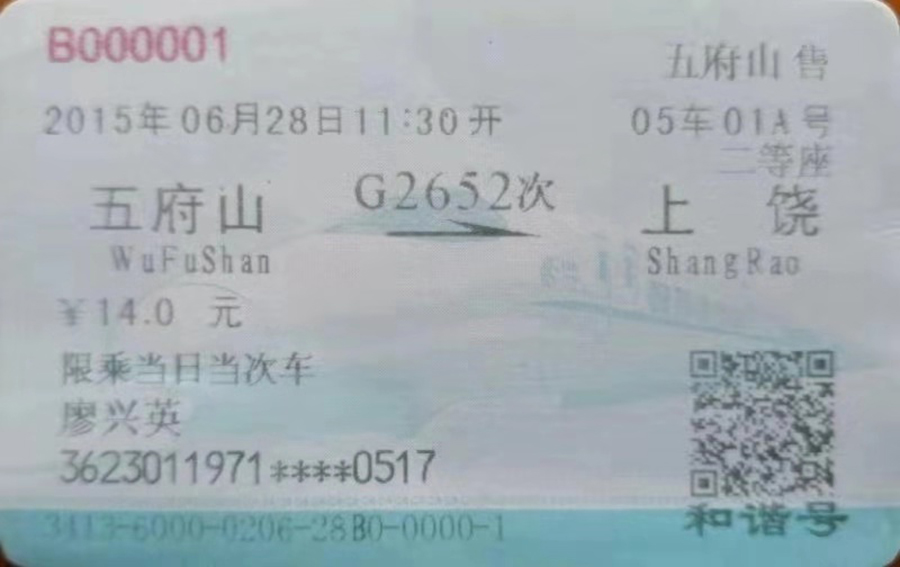 B000001
五府山 售
2015年06月28日11:30开 05车01A号
二等座
五府山 G2652次 上饶
WuFuShan ShangRao
¥14.0 元
限乘当日当次车
廖兴英
3623011971****0517
3413-6000-0206-28B0-0000-1
和谐号